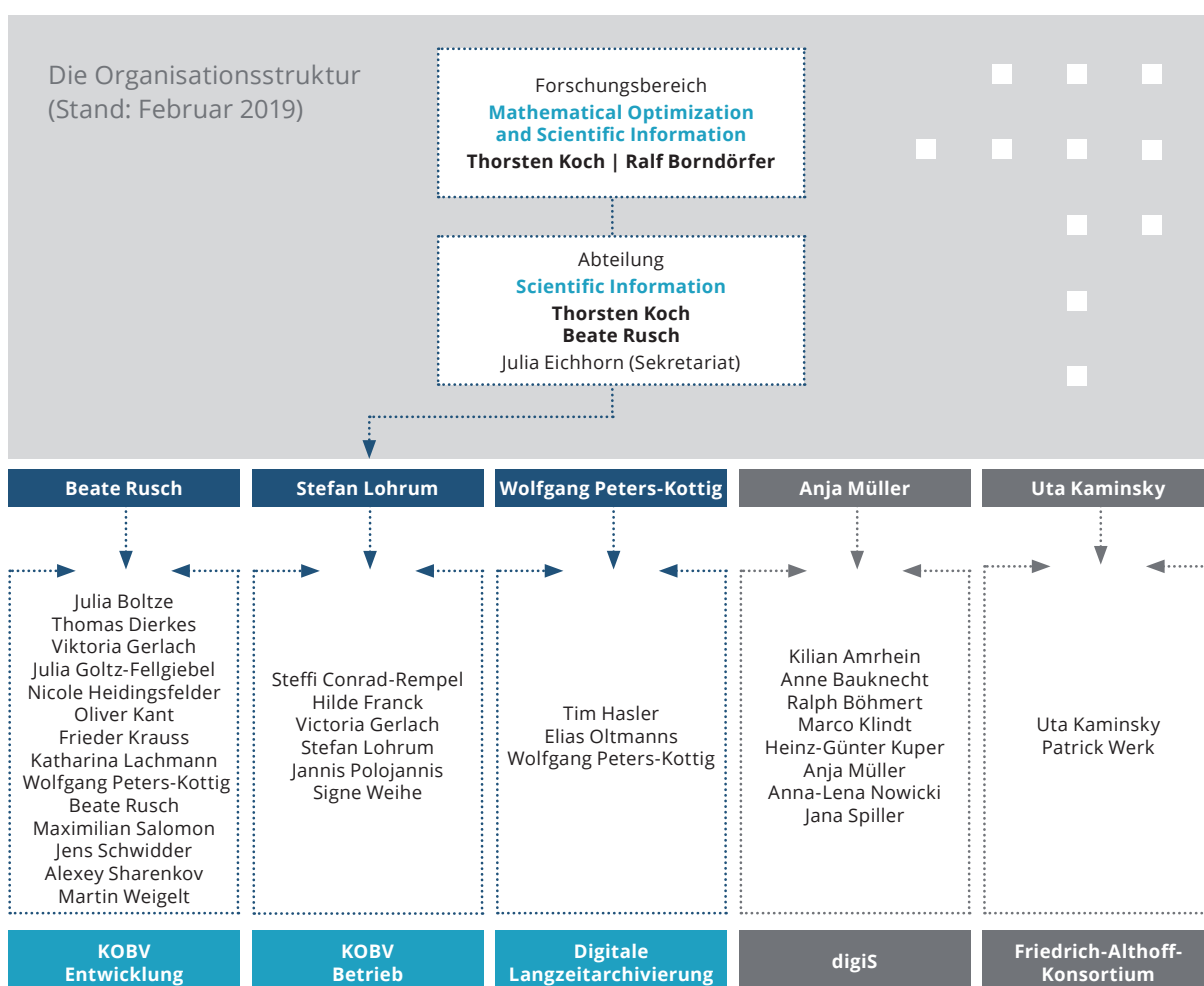 Die Organisationsstruktur
(Stand: Februar 2019)
Forschungsbereich
Mathematical Optimization
and Scientific Information
Thorsten Koch | Ralf Borndörfer
Abteilung
Scientific Information
Thorsten Koch
Beate Rusch
Julia Eichhorn (Sekretariat)
Beate Rusch
Julia Boltze
Thomas Dierkes
Viktoria Gerlach
Julia Goltz-Fellgiebel
Nicole Heidingsfelder
Oliver Kant
Frieder Krauss
Katharina Lachmann
Wolfgang Peters-Kottig
Beate Rusch
Maximilian Salomon
Jens Schwidder
Alexey Sharenkov
Martin Weigelt
KOBV
Entwicklung
Stefan Lohrum
Steffi Conrad-Rempel
Hilde Franck
Victoria Gerlach
Stefan Lohrum
Jannis Polojannis
Signe Weihe
KOBV
Betrieb
Wolfgang Peters-Kottig
Tim Hasler
Elias Oltmanns
Wolfgang Peters-Kottig
Digitale
Langzeitarchivierung
Anja Müller
Kilian Amrhein
Anne Bauknecht
Ralph Böhmert
Marco Klindt
Heinz-Günter Kuper
Anja Müller
Anna-Lena Nowicki
Jana Spiller
digiS
Uta Kaminsky
Uta Kaminsky
Patrick Werk
Friedrich-Althoff-
Konsortium